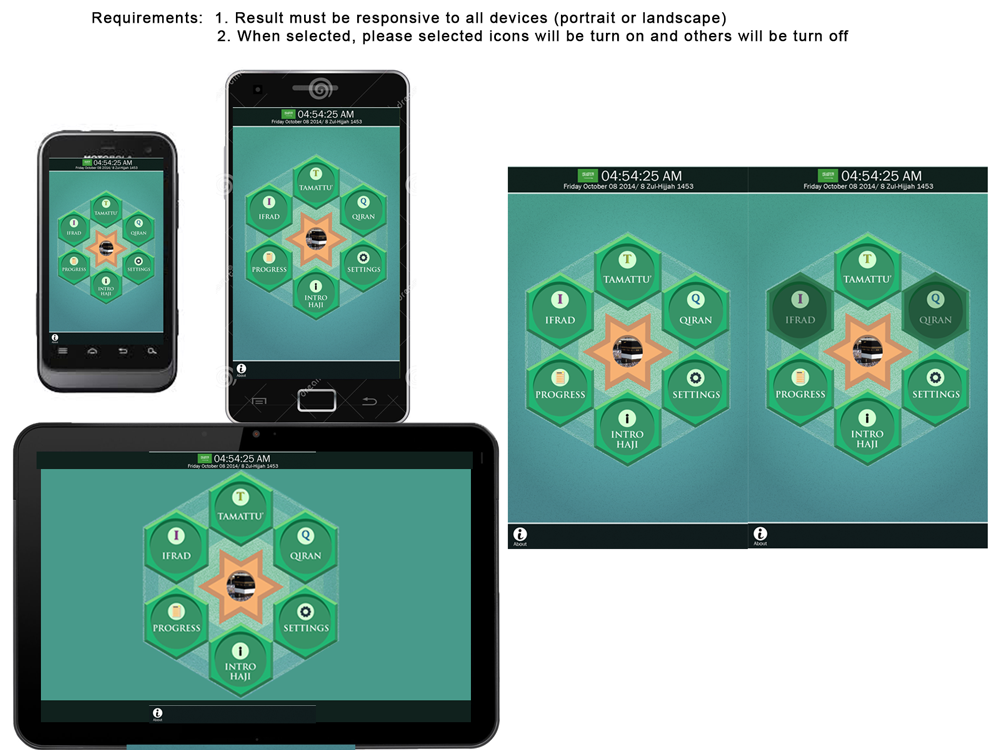 Requirements: 1. Result must be responsive to all devices (portrait or landscape)
2. When selected, please selected icons will be turn on and others will be turn off
04:54:25 AM
Friday October 08 2014/ 8 Zul-Hijjah 1453
T
TAMATTU'
I
IFRAD
Q
QIRAN
PROGRESS
SETTINGS
i
INTRO
HAJI
i
04:54:25 AM
Friday October 08 2014/ 8 Zul-Hijjah 1453
T
TAMATTU'
I
IFRAD
Q
QIRAN
PROGRESS
SETTINGS
i
INTRO
HAJI
i
About
04:54:25 AM
Friday October 08 2014/ 8 Zul-Hijjah 1453
T
TAMATTU'
I
IFRAD
Q
QIRAN
PROGRESS
SETTINGS
i
INTRO
HAJI
i
About
04:54:25 AM
Friday October 08 2014/ 8 Zul-Hijjah 1453
T
TAMATTU'
I
IFRAD
Q
QIRAN
PROGRESS
SETTINGS
i
INTRO
HAJI
i
About
04:54:25 AM
Friday October 08 2014/ 8 Zul-Hijjah 1453
T
TAMATTU'
I
IFRAD
Q
QIRAN
PROGRESS
SETTINGS
i
INTRO
HAJI
i
About